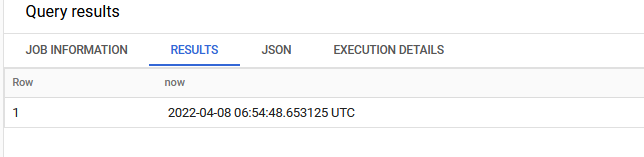 Query results
JOB INFORMATION RESULTS JSON EXECUTION DETAILS
Row now
1 2022-04-08 06:54:48.653125 UTC